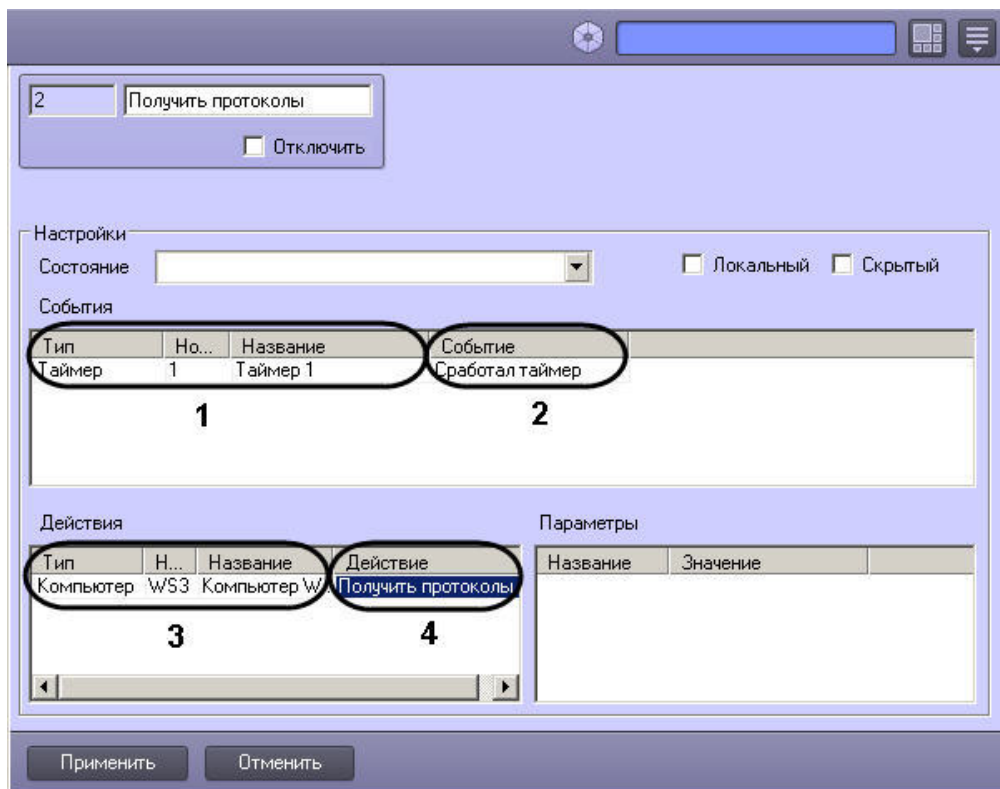 2 Получить протоколы
Отключить
Настройки
Состояние
Локальный Скрытый
События
Тип Но... Название Событие
Таймер 1 Таймер 1 Сработал таймер
1 2
Действия Параметры
Тип Н... Название Действие Название Значение
Компьютер WS3 Компьютер W... Получить протоколы
3 4
Применить Отменить